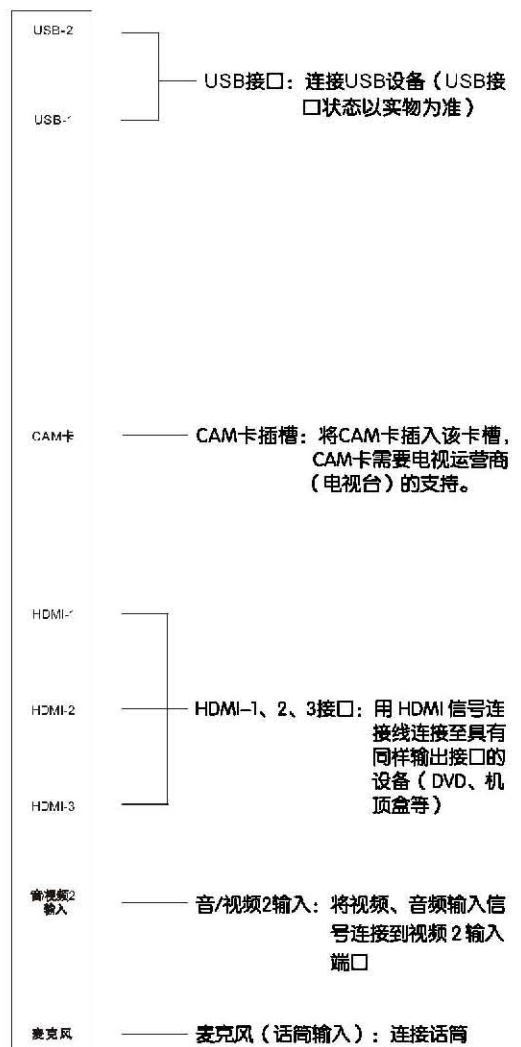 USB-2
USB接口：连接USB设备（USB接
口状态以实物为准）
USB-1
CAM卡
CAM卡插槽：将CAM卡插入该卡槽，
CAM卡需要电视运营商
（电视台）的支持。
HDMI-1
HDMI-2
HDMI–1、2、3接口：用 HDMI 信号连
接线连接至具有
同样输出接口的
设备（DVD、机
顶盒等）
HDMI-3
音/视频2
输入
音/视频2输入：将视频、音频输入信
号连接到视频 2 输入
端口
麦克风
麦克风（话筒输入）：连接话筒